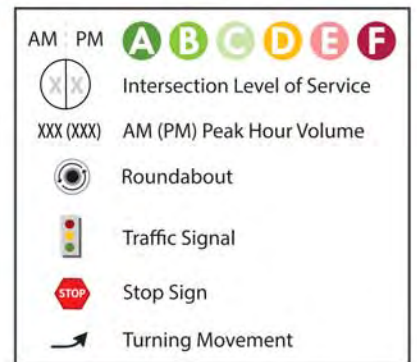 AM PM A B C D E F
X X Intersection Level of Service
XXX (XXX) AM (PM) Peak Hour Volume
Roundabout
Traffic Signal
STOP Stop Sign
Turning Movement